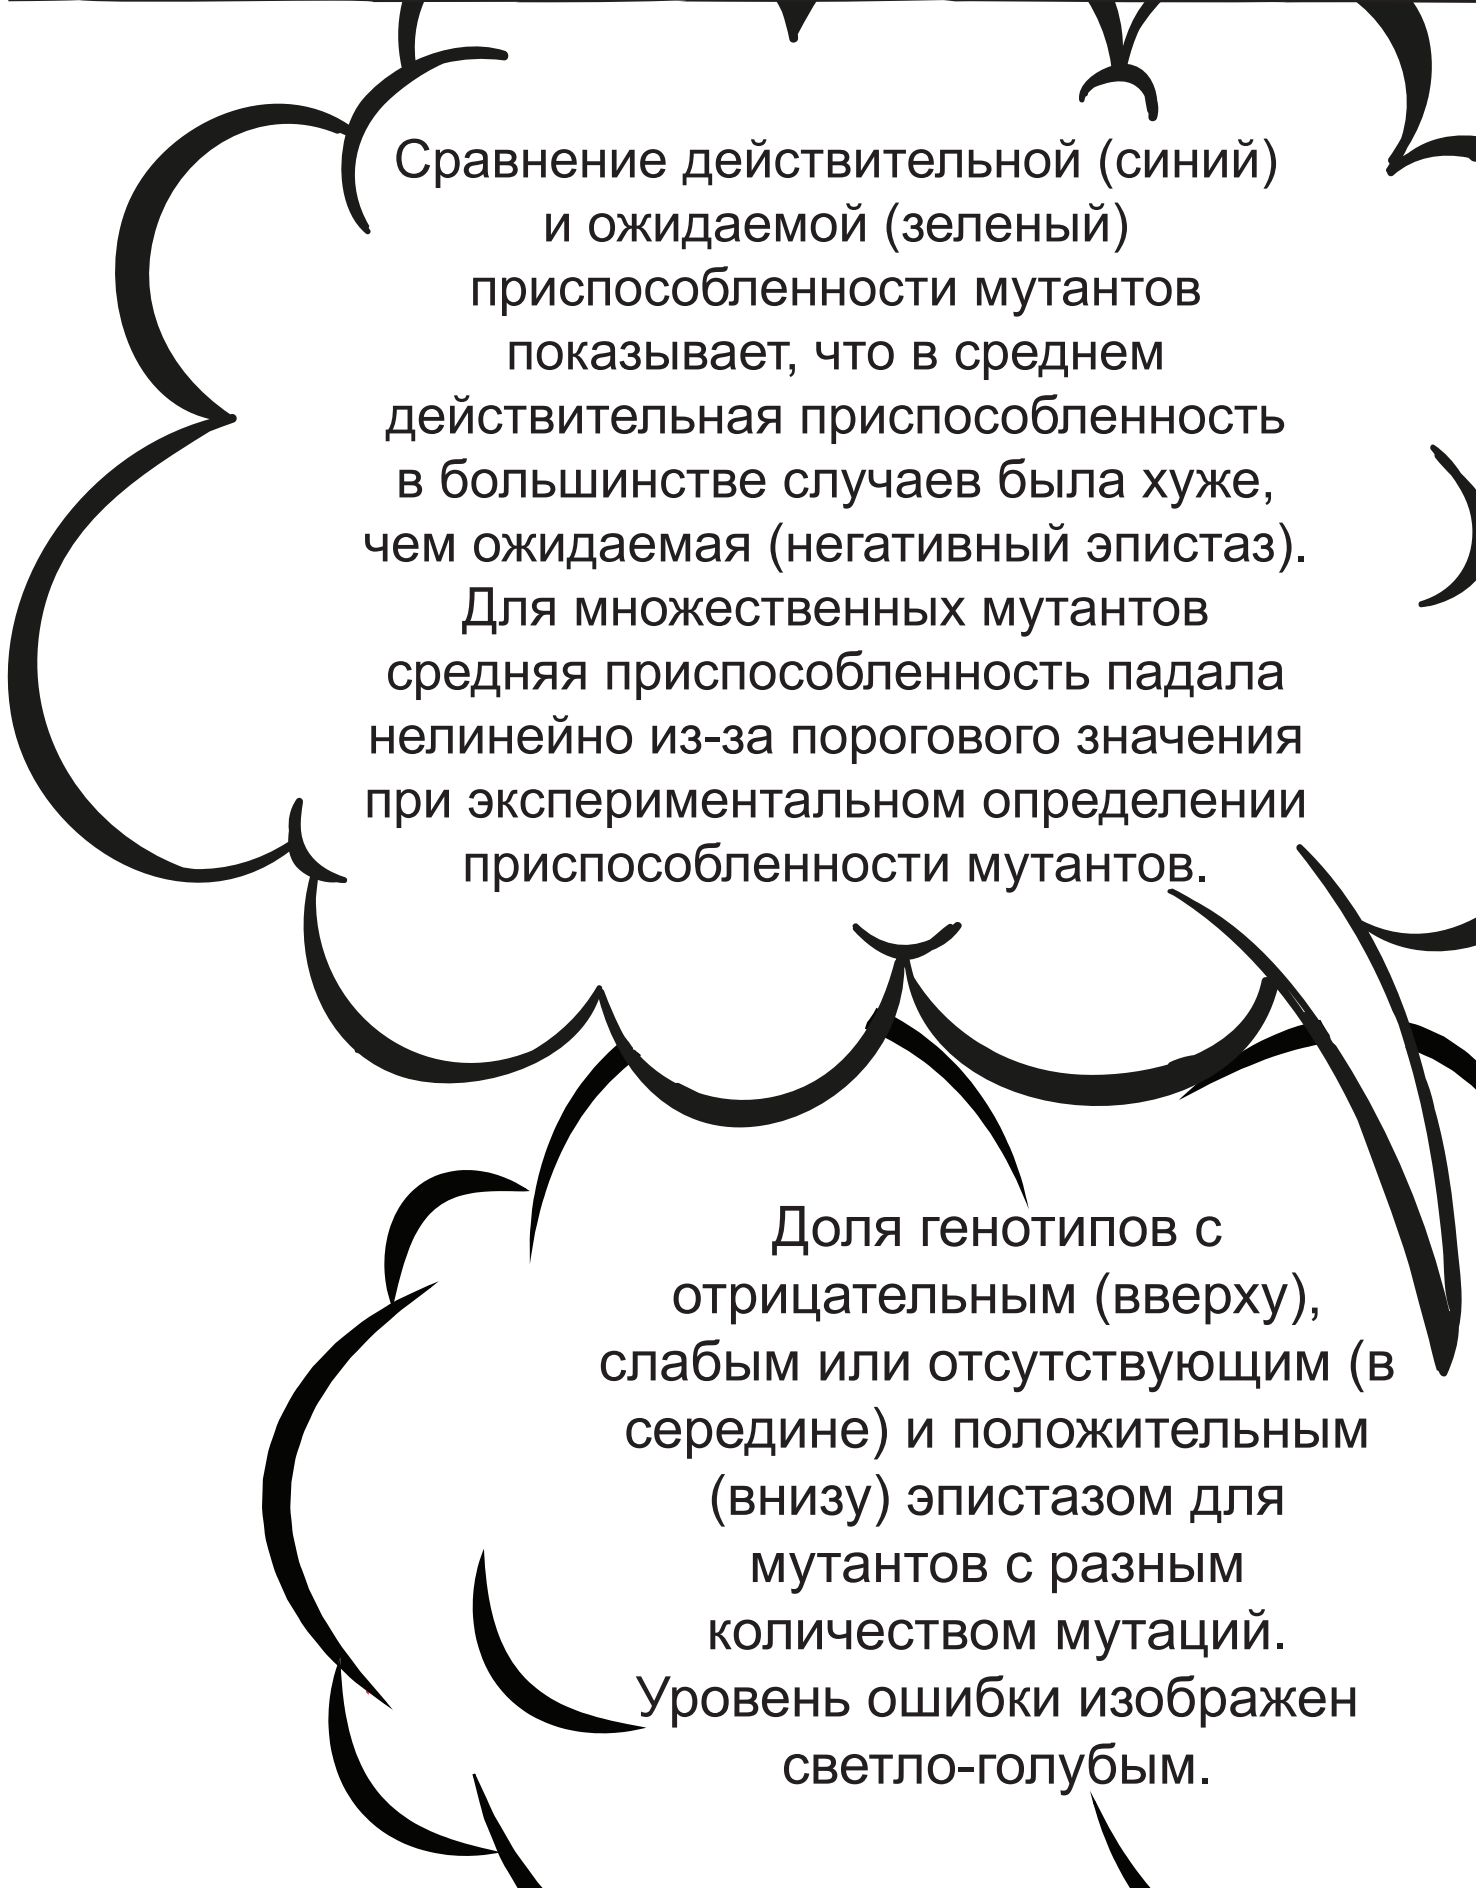 Сравнение действительной (синий)
и ожидаемой (зеленый)
приспособленности мутантов
показывает, что в среднем
действительная приспособленность
в большинстве случаев была хуже,
чем ожидаемая (негативный эпистаз).
Для множественных мутантов
средняя приспособленность падала
нелинейно из-за порогового значения
при экспериментальном определении
приспособленности мутантов.
Доля генотипов с
отрицательным (вверху),
слабым или отсутствующим (в
середине) и положительным
(внизу) эпистазом для
мутантов с разным
количеством мутаций.
Уровень ошибки изображен
светло-голубым.